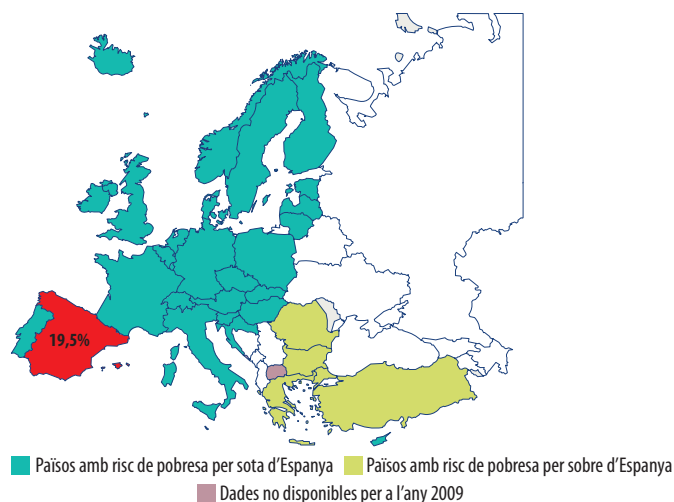 19,5%
Països amb risc de pobresa per sota d'Espanya
Països amb risc de pobresa per sobre d'Espanya
Dades no disponibles per a l'any 2009